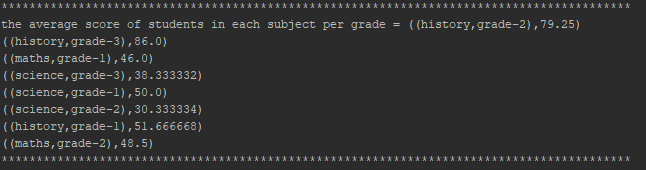 *******************************************************************************************
the average score of students in each subject per grade = ((history,grade-2),79.25)
((history,grade-3),86.0)
((maths,grade-1),46.0)
((science,grade-3),38.333332)
((science,grade-1),50.0)
((science,grade-2),30.333334)
((history,grade-1),51.666668)
((maths,grade-2),48.5)
*******************************************************************************************